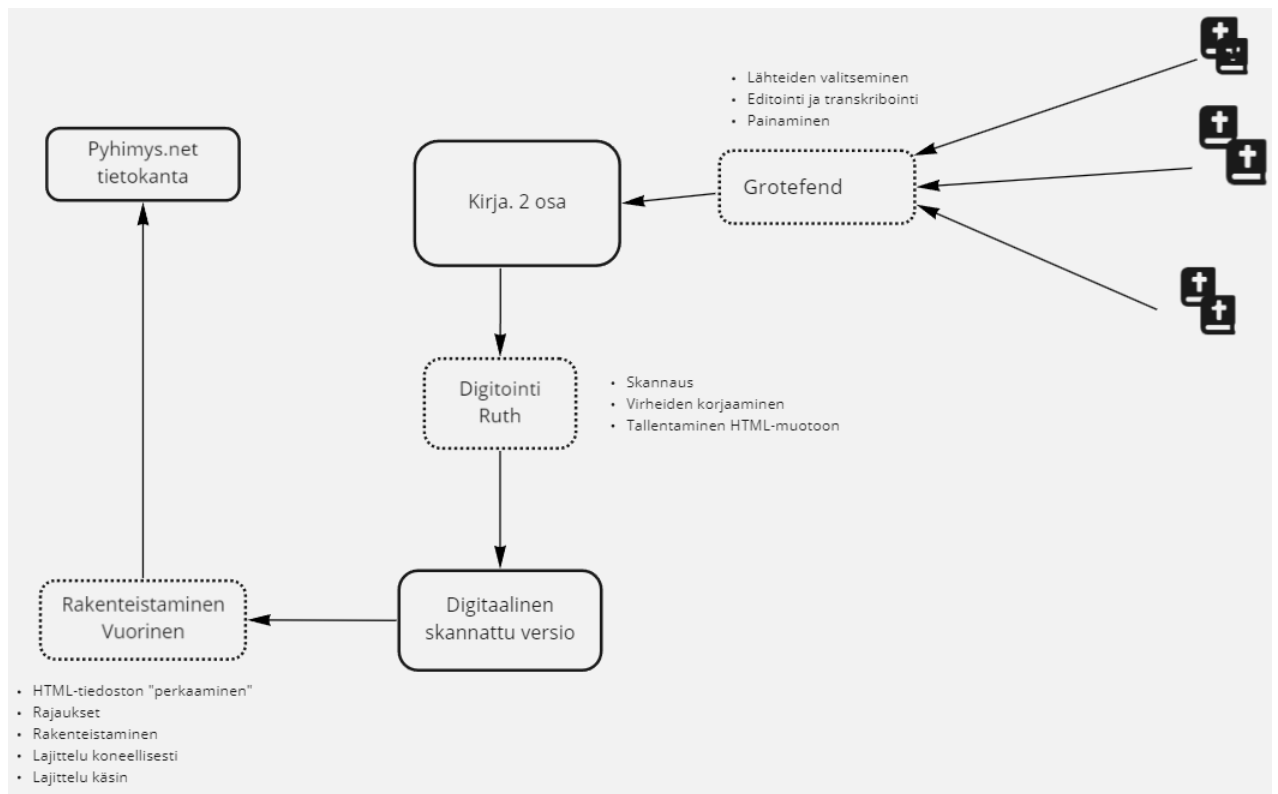 • Lähteiden valitseminen
• Editointi ja transkribointi
• Painaminen
Grotefend
Kirja. 2 osa
Digitointi
Ruth
• Skannaus
• Virheiden korjaaminen
• Tallentaminen HTML-muotoon
Digitaalinen
skannattu versio
Rakenteistaminen
Vuorinen
• HTML-tiedoston "perkaaminen"
• Rajaukset
• Rakenteistaminen
• Lajittelu koneellisesti
• Lajittelu käsin
Pyhimys.net
tietokanta